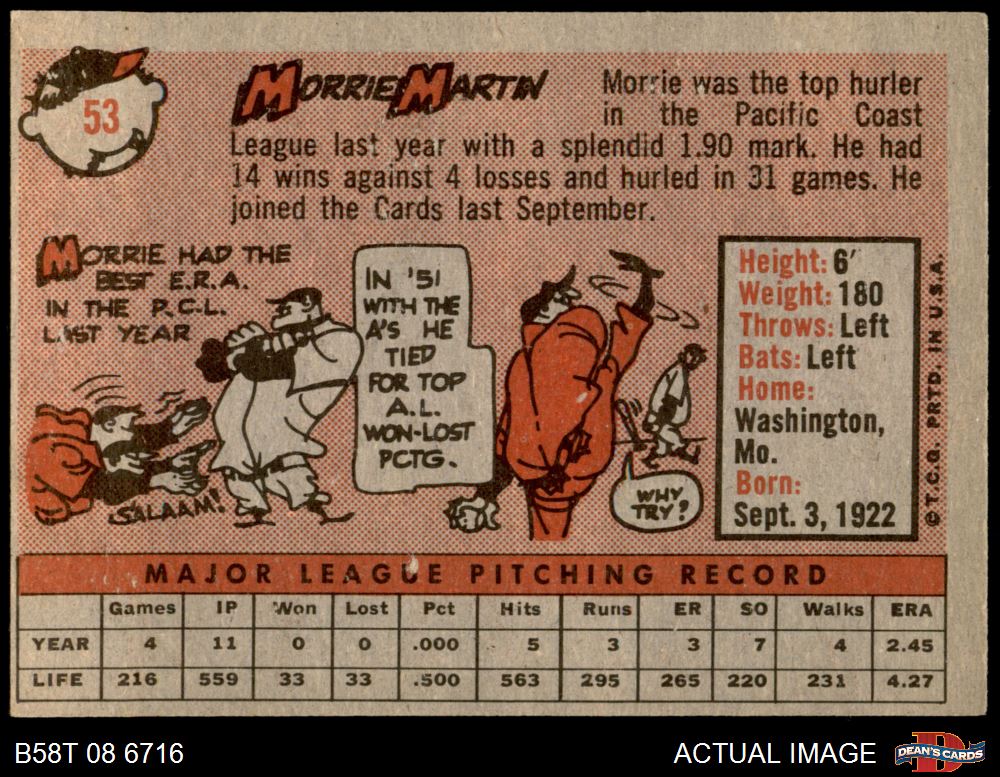 53
MORRIE MARTIN
Morrie was the top hurler
in the Pacific Coast
League last year with a splendid 1.90 mark. He had
14 wins against 4 losses and hurled in 31 games. He
joined the Cards last September.
MORRIE HAD THE
BEST E.R.A.
IN THE P.C.L.
LAST YEAR
SALAAM!
IN '51
WITH THE
A'S HE
TIED
FOR TOP
A.L.
WON-LOST
PCTG.
WHY
TRY?
Height: 6'
Weight: 180
Throws: Left
Bats: Left
Home:
Washington,
Mo.
Born:
Sept. 3, 1922
© T.C.G. PRTD. IN U.S.A.
MAJOR LEAGUE PITCHING RECORD
Games IP Won Lost Pct Hits Runs ER SO Walks ERA
YEAR 4 11 0 0 .000 5 3 3 7 4 2.45
LIFE 216 559 33 33 .500 563 295 265 220 231 4.27
B58T 08 6716
ACTUAL IMAGE
D
DEAN'S CARDS